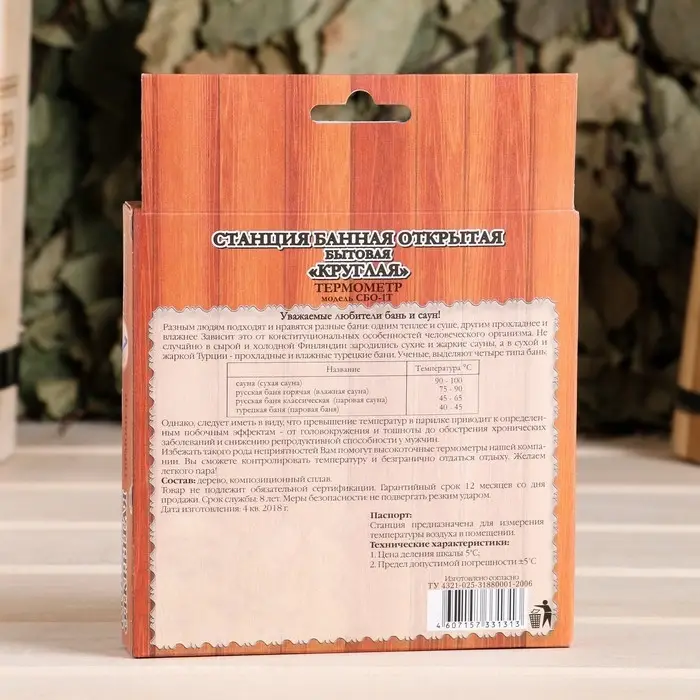 СТАНЦИЯ БАННАЯ ОТКРЫТАЯ
БЫТОВАЯ
«КРУГЛАЯ»
ТЕРМОМЕТР
модель СБО-1Т
Уважаемые любители бань и саун!
Разным людям подходят и нравятся разные бани: одним теплее и суше, другим прохладнее и
влажнее Зависит это от конституциональных особенностей человеческого организма. Не
случайно в сырой и холодной Финляндии зародились сухие и жаркие сауны, а в сухой и
жаркой Турции - прохладные и влажные турецкие бани. Ученые, выделяют четыре типа бань:
Название Температура °C
сауна (сухая сауна) 90 - 100
русская баня горячая (влажная сауна) 75 - 90
русская баня классическая (паровая сауна) 45 - 65
турецкая баня (паровая баня) 40 - 45
Однако, следует иметь в виду, что превышение температур в парилке приводит к определен-
ным побочным эффектам - от головокружения и тошноты до обострения хронических
заболеваний и снижению репродуктивной способности у мужчин.
Избежать такого рода неприятностей Вам помогут высокоточные термометры нашей компа-
нии. Вы сможете контролировать температуру и безгранично отдаться отдыху. Желаем
легкого пара!
Состав: дерево, композиционный сплав.
Товар не подлежит обязательной сертификации. Гарантийный срок 12 месяцев со дня
продажи. Срок службы: 8 лет. Меры безопасности: не подвергать резким ударом.
Дата изготовления: 4 кв. 2018 г.
Паспорт:
Станция предназначена для измерения
температуры воздуха в помещении.
Технические характеристики:
1. Цена деления шкалы 5°С,
2. Предел допустимой погрешности ±5°С
Изготовлено согласно
ТУ 4321-025-31880001-2006
4 607157 331313